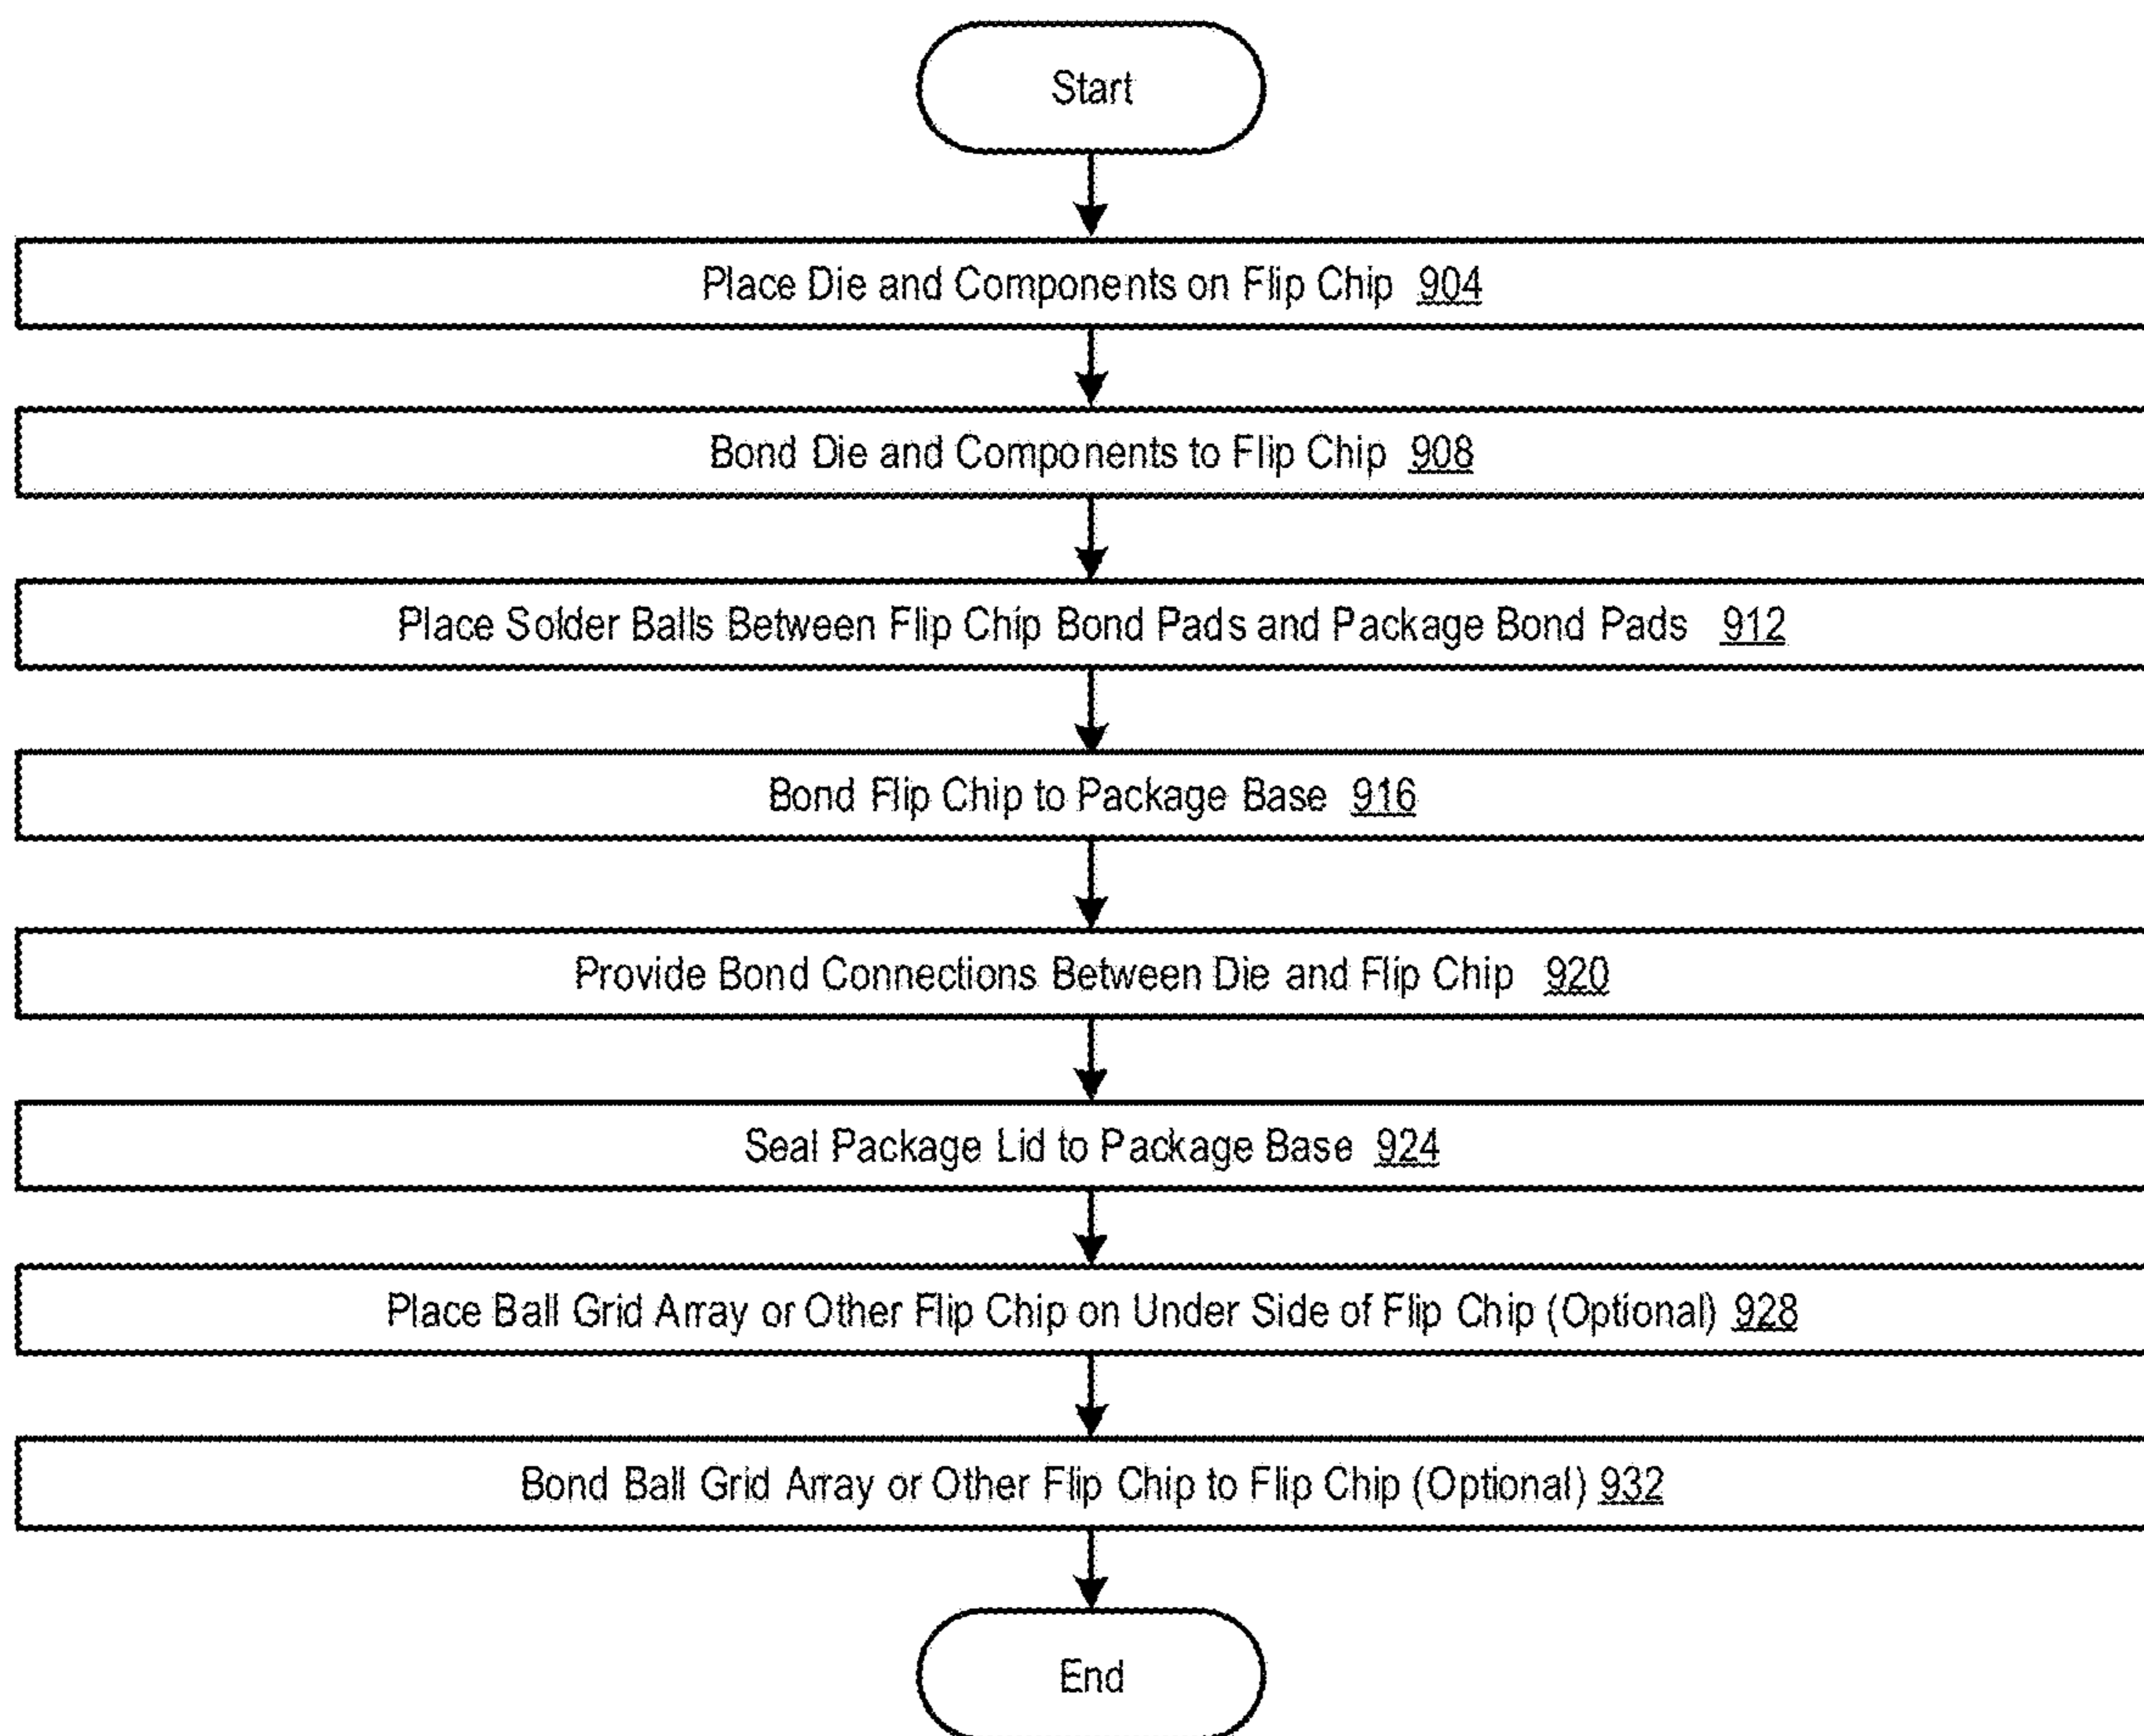 Start
Place Die and Components on Flip Chip 904
Bond Die and Components to Flip Chip 908
Place Solder Balls Between Flip Chip Bond Pads and Package Bond Pads 912
Bond Flip Chip to Package Base 916
Provide Bond Connections Between Die and Flip Chip 920
Seal Package Lid to Package Base 924
Place Ball Grid Array or Other Flip Chip on Under Side of Flip Chip (Optional) 928
Bond Ball Grid Array or Other Flip Chip to Flip Chip (Optional) 932
End